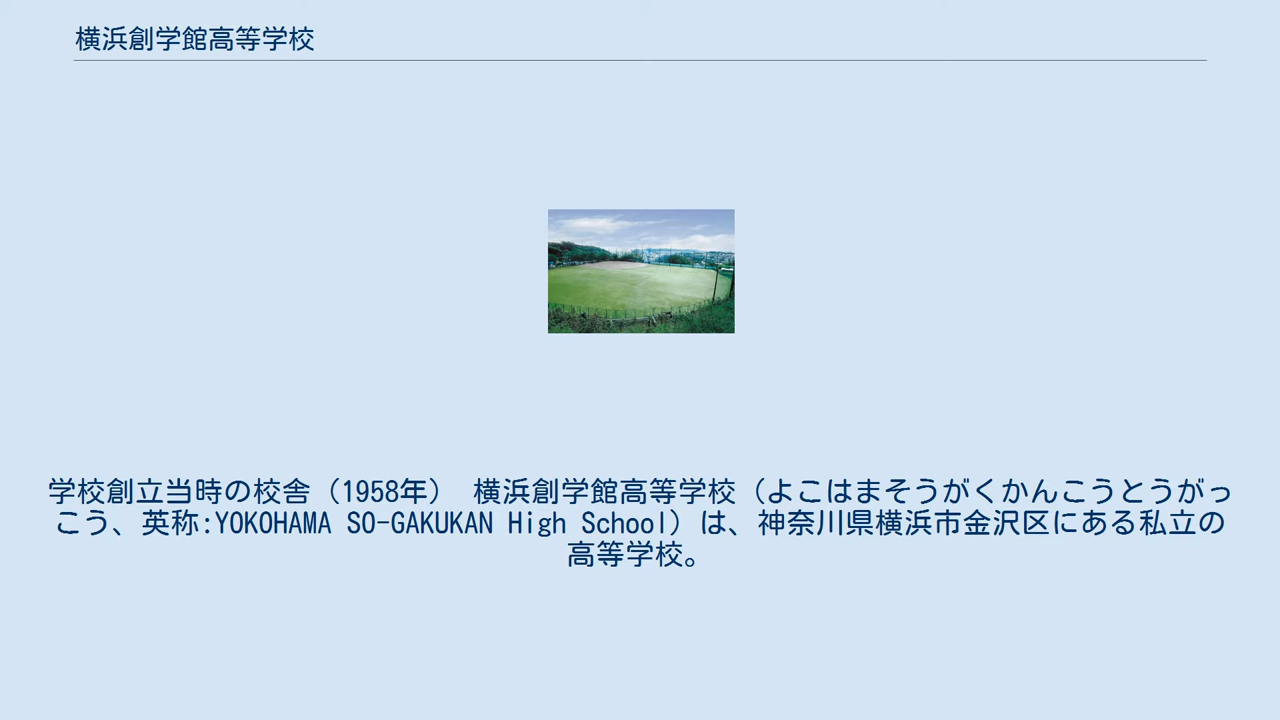 横浜創学館高等学校
学校創立当時の校舎（1958年） 横浜創学館高等学校（よこはまそうがくかんこうとうがっ
こう、英称:YOKOHAMA SO-GAKUKAN High School）は、神奈川県横浜市金沢区にある私立の
高等学校。